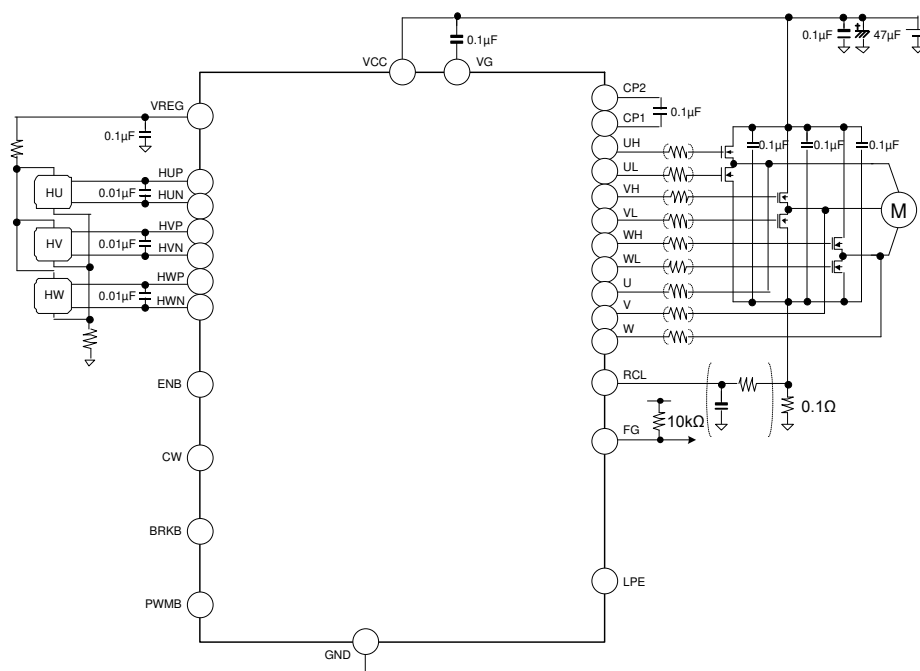 0.1µF
0.1µF
47µF
VCC
VG
VREG
0.1µF
CP2
CP1
0.1µF
UH
UL
VH
VL
WH
WL
U
V
W
0.1µF
0.1µF
0.1µF
M
HU
HUP
HUN
0.01µF
HV
HVP
HVN
0.01µF
HW
HWP
HWN
0.01µF
ENB
CW
BRKB
PWMB
GND
RCL
10kΩ
0.1Ω
FG
LPE